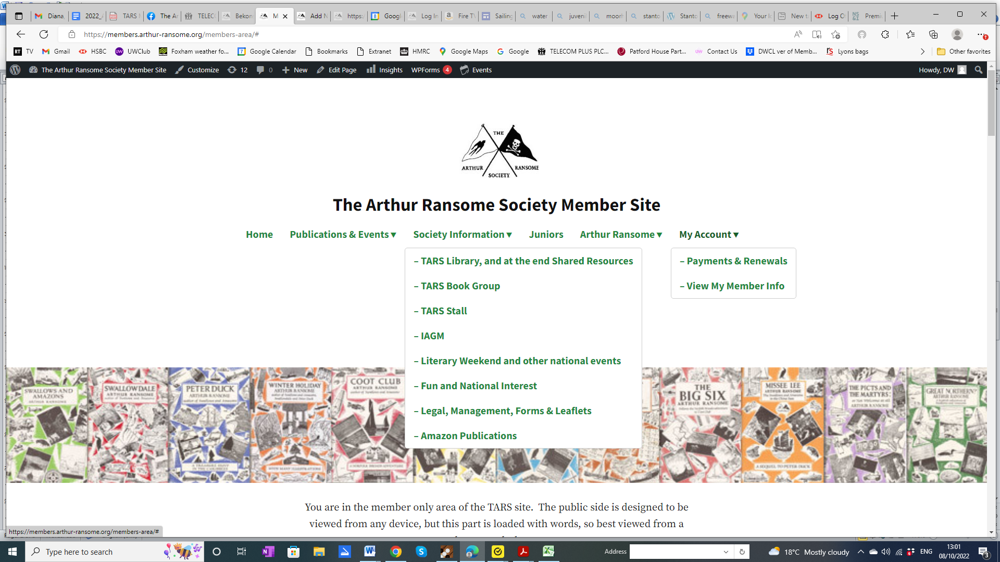 Diana,
2022_
TARS
The Ar
TELEC
Bekon
M
Add N
https:
Googl
Log In
Fire T
Sailing
water
juveni
moorh
stanto
Stanto
freewa
Your l
New t
Log O
Premi
https://members.arthur-ransome.org/members-area/#
TV
Gmail
HSBC
UWClub
Foxham weather fo...
Google Calendar
Bookmarks
Extranet
HMRC
Google Maps
Google
TELECOM PLUS PLC...
Patford House Part...
Contact Us
DWCL ver of Memb...
Lyons bags
Other favorites
The Arthur Ransome Society Member Site
Customize
12
0
New
Edit Page
Insights
WPForms 4
Events
Howdy, DW
THE
ARTHUR RANSOME
SOCIETY
The Arthur Ransome Society Member Site
Home
Publications & Events ▾
Society Information ▾
Juniors
Arthur Ransome ▾
My Account ▾
– TARS Library, and at the end Shared Resources
– TARS Book Group
– TARS Stall
– IAGM
– Literary Weekend and other national events
– Fun and National Interest
– Legal, Management, Forms & Leaflets
– Amazon Publications
– Payments & Renewals
– View My Member Info
SWALLOWS AND
AMAZONS
ARTHUR RANSOME
SWALLOWDALE
ARTHUR RANSOME
PETER DUCK
ARTHUR RANSOME
WINTER HOLIDAY
ARTHUR RANSOME
COOT CLUB
ARTHUR RANSOME
THE
BIG SIX
ARTHUR RANSOME
MISSEE LEE
ARTHUR RANSOME
A SEQUEL TO PETER DUCK
THE PICTS AND
THE MARTYRS:
ARTHUR RANSOME
GREAT NORTHERN?
ARTHUR RANSOME
You are in the member only area of the TARS site. The public side is designed to be
viewed from any device, but this part is loaded with words, so best viewed from a
https://members.arthur-ransome.org/members-area/#
Type here to search
Address
18°C Mostly cloudy
ENG
13:01
08/10/2022
3